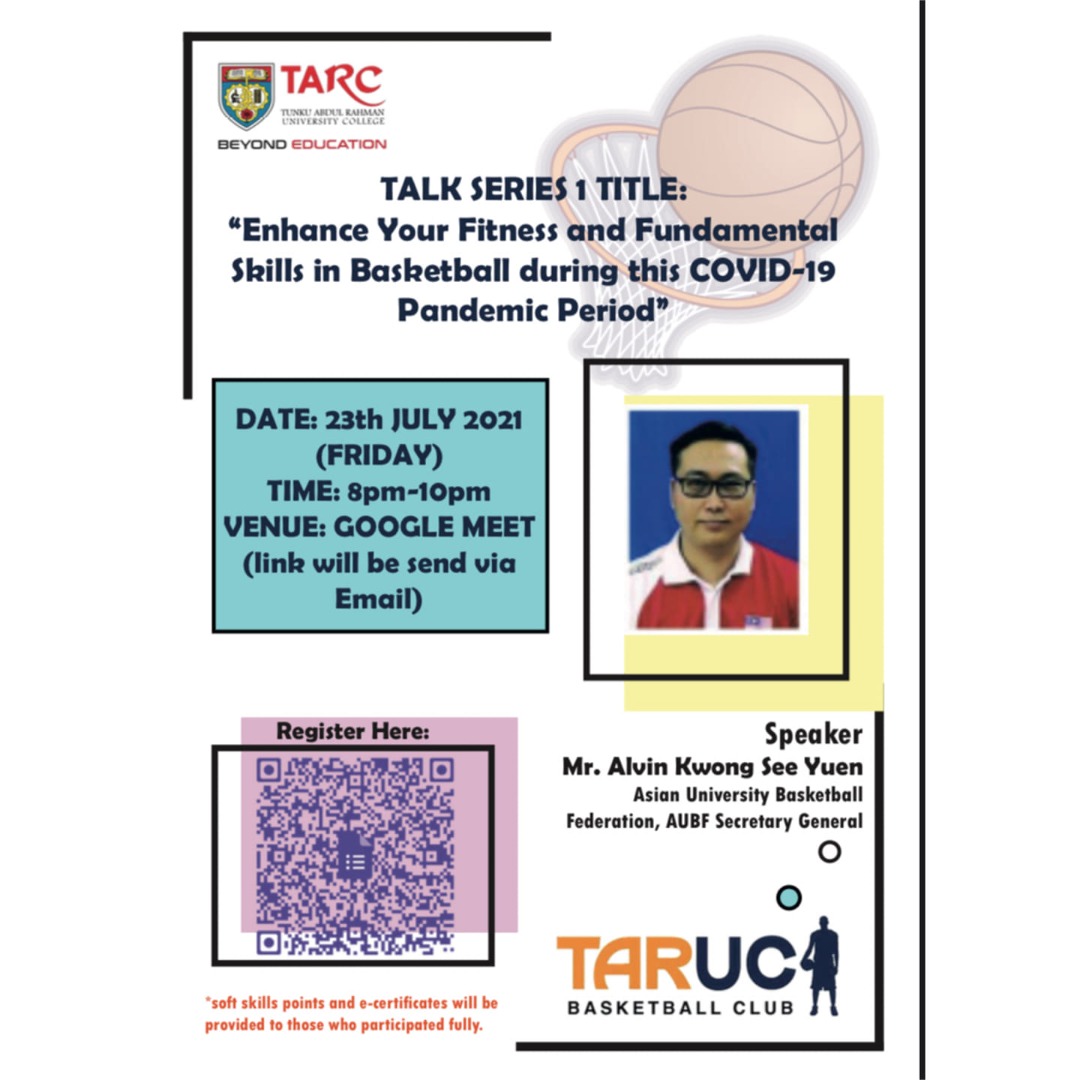 TARC
TUNKU ABDUL RAHMAN
UNIVERSITY COLLEGE
BEYOND EDUCATION
TALK SERIES 1 TITLE:
“Enhance Your Fitness and Fundamental
Skills in Basketball during this COVID-19
Pandemic Period”
DATE: 23th JULY 2021
(FRIDAY)
TIME: 8pm-10pm
VENUE: GOOGLE MEET
(link will be send via
Email)
Register Here:
Speaker
Mr. Alvin Kwong See Yuen
Asian University Basketball
Federation, AUBF Secretary General
TARUC
BASKETBALL CLUB
*soft skills points and e-certificates will be
provided to those who participated fully.